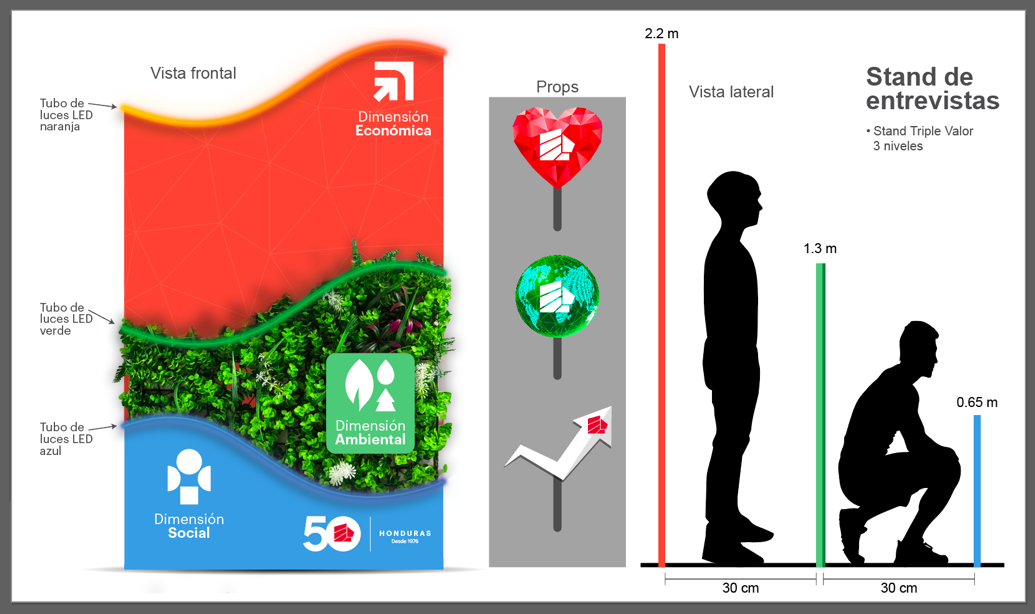 Vista frontal
Tubo de
luces LED
naranja
Dimensión
Económica
Tubo de
luces LED
verde
Dimensión
Ambiental
Tubo de
luces LED
azul
Dimensión
Social
50
HONDURAS
Desde 1976
Props
2.2 m
Vista lateral
Stand de
entrevistas
• Stand Triple Valor
3 niveles
1.3 m
0.65 m
30 cm
30 cm